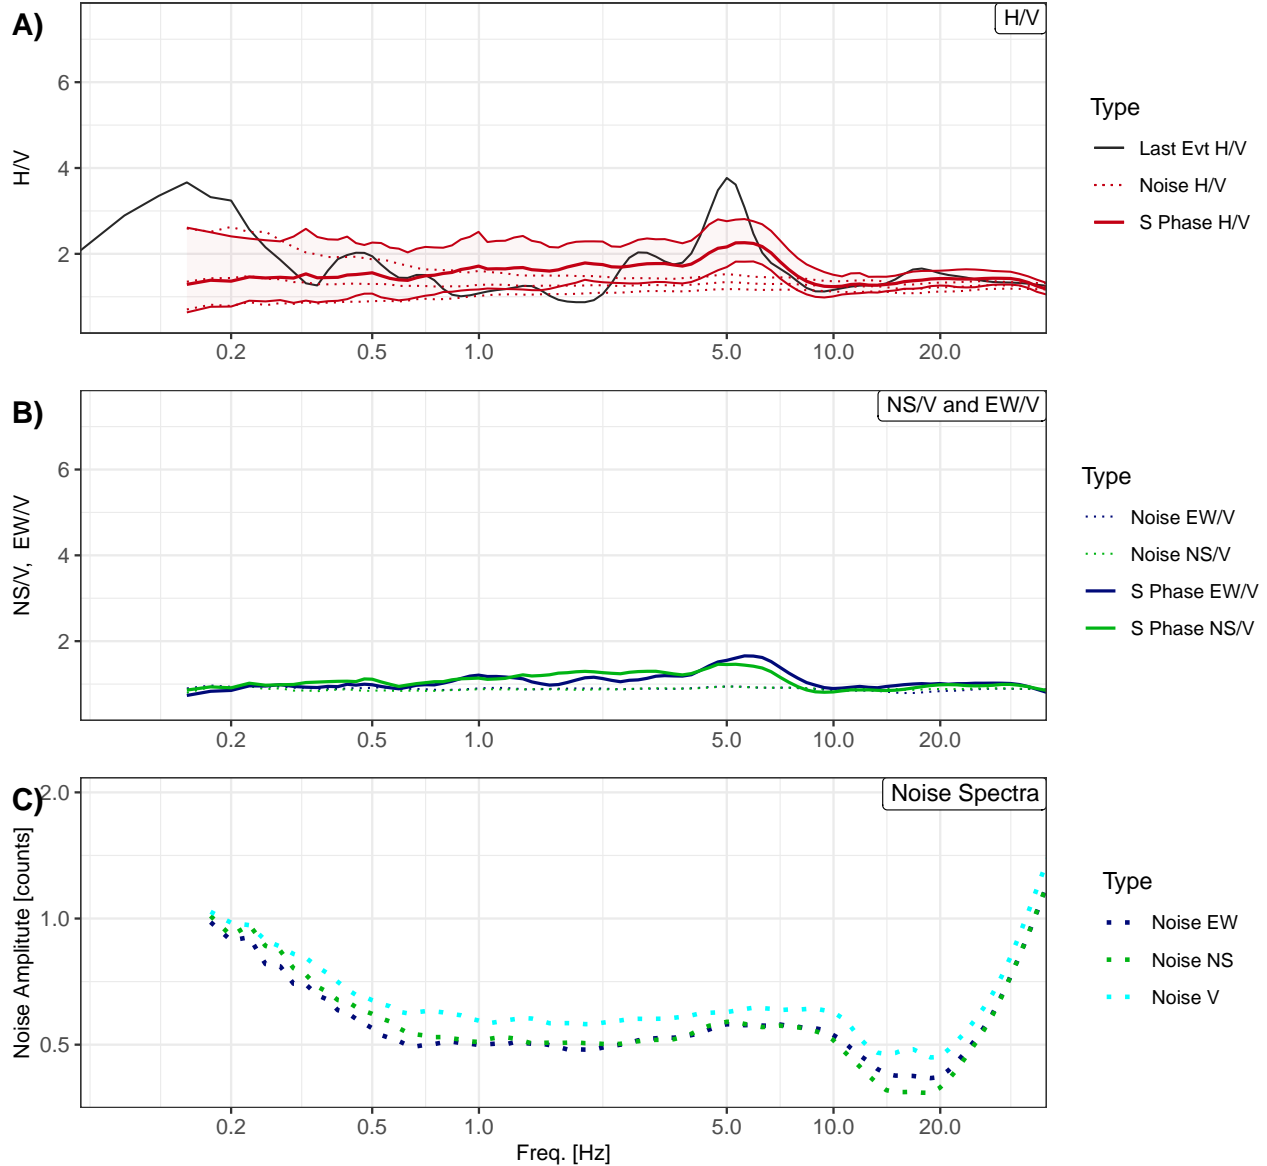 A)
H/V
6
4
2
H/V
0.2 0.5 1.0 5.0 10.0 20.0
Type
Last Evt H/V
Noise H/V
S Phase H/V
B)
NS/V and EW/V
6
4
2
NS/V, EW/V
0.2 0.5 1.0 5.0 10.0 20.0
Type
Noise EW/V
Noise NS/V
S Phase EW/V
S Phase NS/V
C)
Noise Spectra
2.0
1.0
0.5
Noise Amplitute [counts]
0.2 0.5 1.0 5.0 10.0 20.0
Freq. [Hz]
Type
Noise EW
Noise NS
Noise V